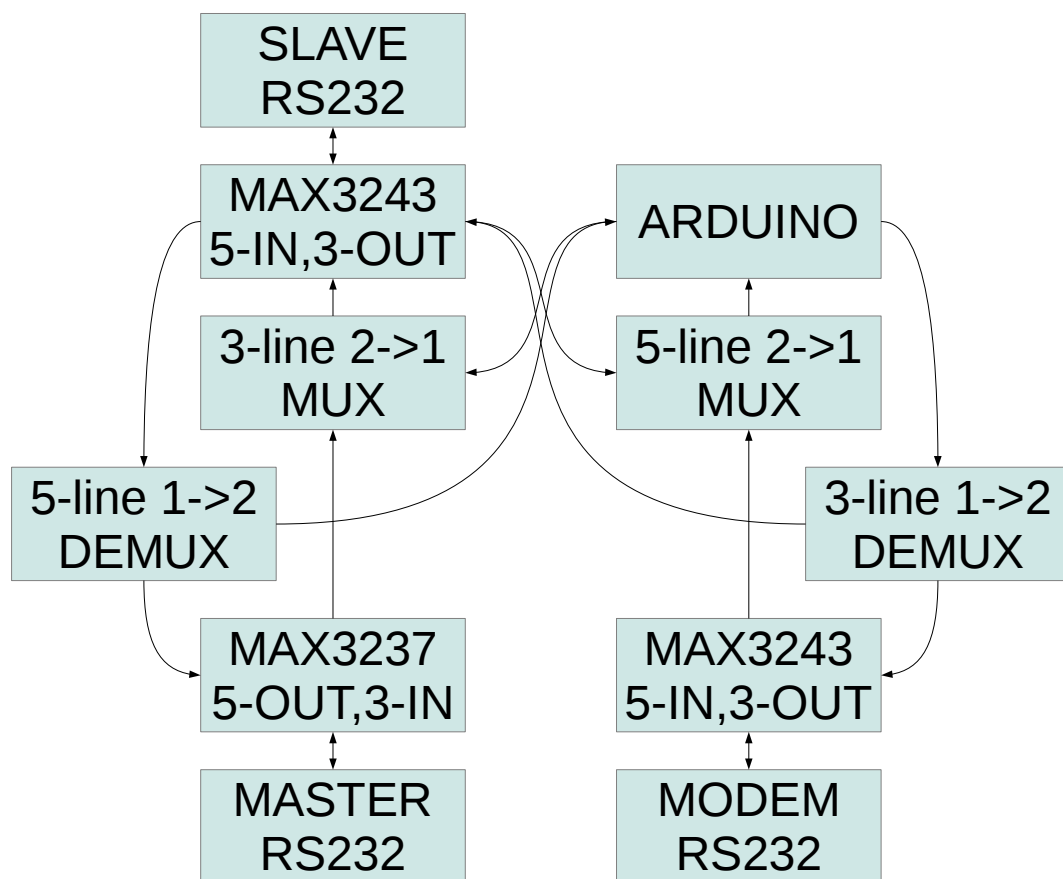 SLAVE
RS232
MAX3243
5-IN,3-OUT
ARDUINO
3-line 2->1
MUX
5-line 2->1
MUX
5-line 1->2
DEMUX
3-line 1->2
DEMUX
MAX3237
5-OUT,3-IN
MAX3243
5-IN,3-OUT
MASTER
RS232
MODEM
RS232